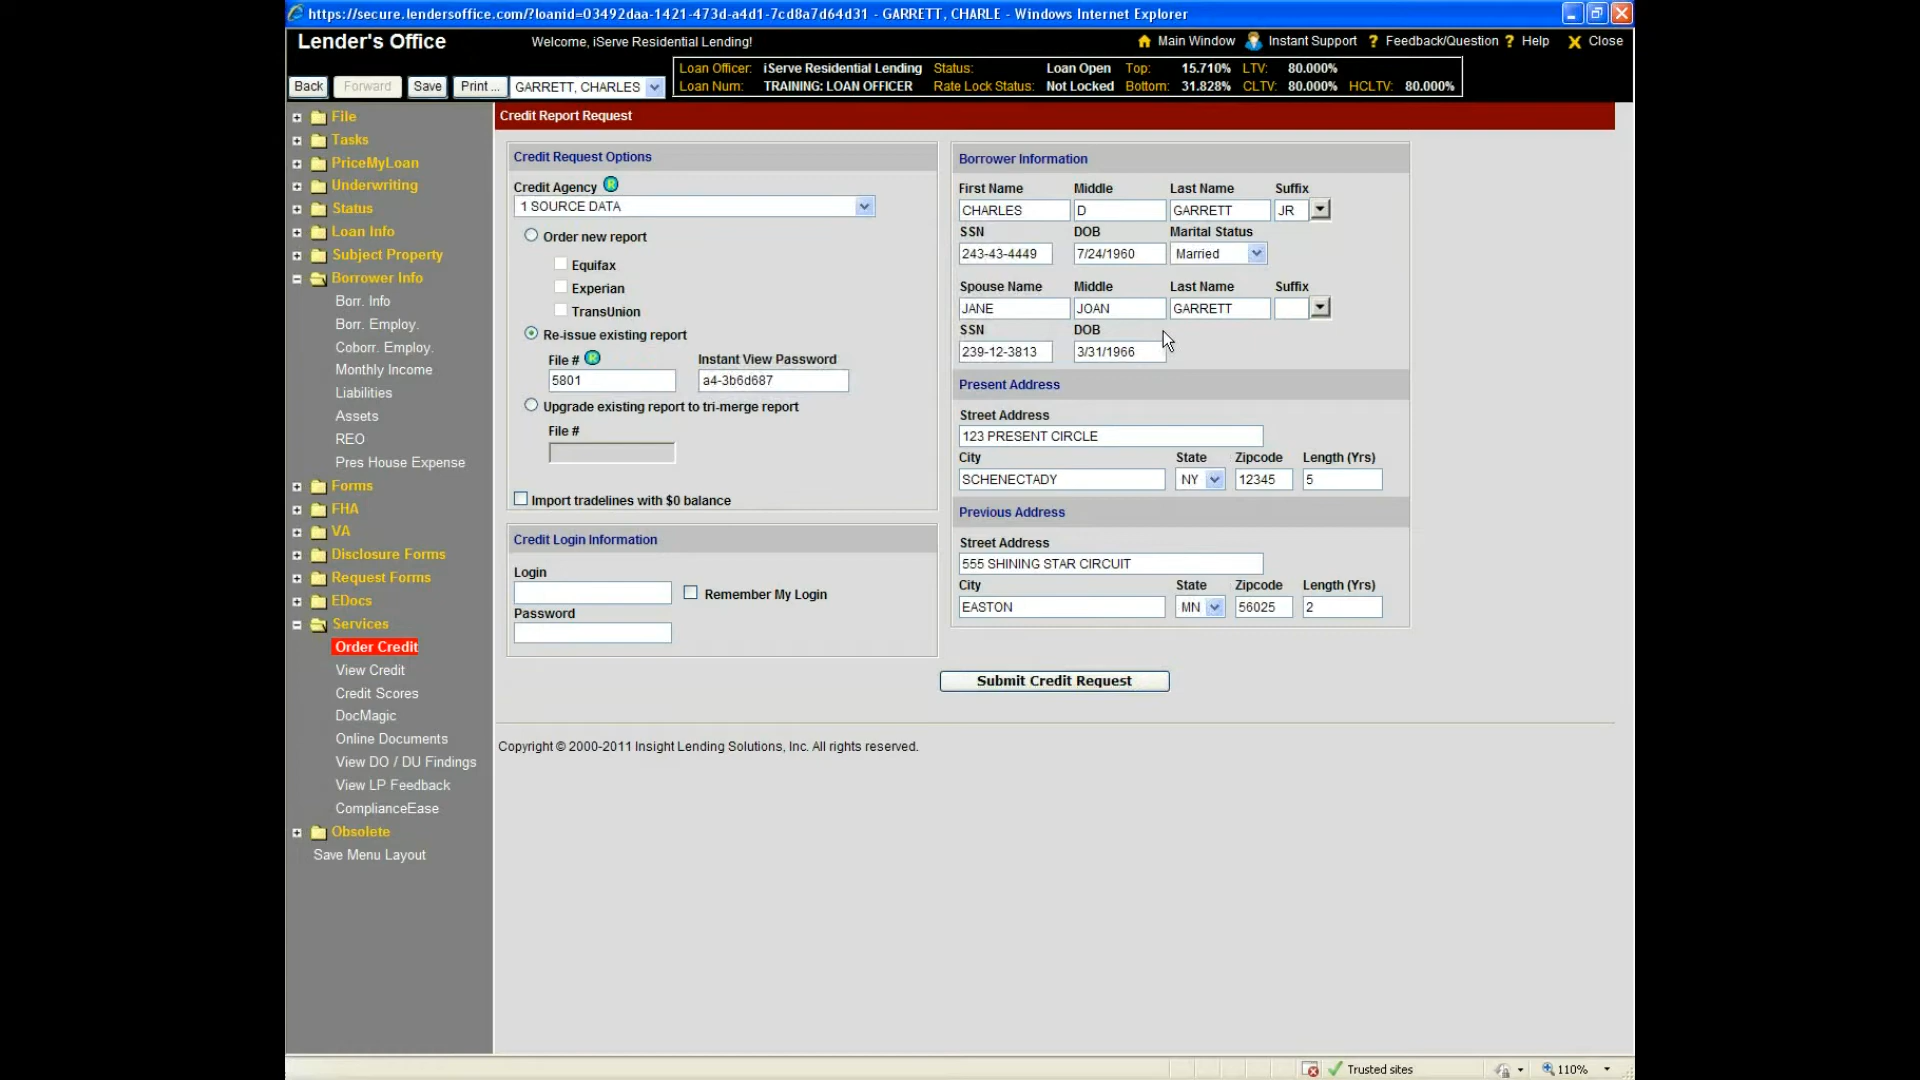 https://secure.lendersoffice.com/?loanid=03492daa-1421-473d-a4d1-7cd8a7d64d31 - GARRETT, CHARLE - Windows Internet Explorer
Lender's Office
Welcome, iServe Residential Lending!
Main Window
Instant Support
? Feedback/Question
? Help
X Close
Back
Forward
Save
Print ...
GARRETT, CHARLES
Loan Officer: iServe Residential Lending Status: Loan Open Top: 15.710% LTV: 80.000%
Loan Num: TRAINING: LOAN OFFICER Rate Lock Status: Not Locked Bottom: 31.828% CLTV: 80.000% HCLTV: 80.000%
File
Tasks
PriceMyLoan
Underwriting
Status
Loan Info
Subject Property
Borrower Info
Borr. Info
Borr. Employ.
Coborr. Employ.
Monthly Income
Liabilities
Assets
REO
Pres House Expense
Forms
FHA
VA
Disclosure Forms
Request Forms
EDocs
Services
Order Credit
View Credit
Credit Scores
DocMagic
Online Documents
View DO / DU Findings
View LP Feedback
ComplianceEase
Obsolete
Save Menu Layout
Credit Report Request
Credit Request Options
Credit Agency R
1 SOURCE DATA
Order new report
Equifax
Experian
TransUnion
Re-issue existing report
File # R Instant View Password
5801 a4-3b6d687
Upgrade existing report to tri-merge report
File #
Import tradelines with $0 balance
Credit Login Information
Login
Remember My Login
Password
Borrower Information
First Name Middle Last Name Suffix
CHARLES D GARRETT JR
SSN DOB Marital Status
243-43-4449 7/24/1960 Married
Spouse Name Middle Last Name Suffix
JANE JOAN GARRETT
SSN DOB
239-12-3813 3/31/1966
Present Address
Street Address
123 PRESENT CIRCLE
City State Zipcode Length (Yrs)
SCHENECTADY NY 12345 5
Previous Address
Street Address
555 SHINING STAR CIRCUIT
City State Zipcode Length (Yrs)
EASTON MN 56025 2
Submit Credit Request
Copyright © 2000-2011 Insight Lending Solutions, Inc. All rights reserved.
Trusted sites
110%